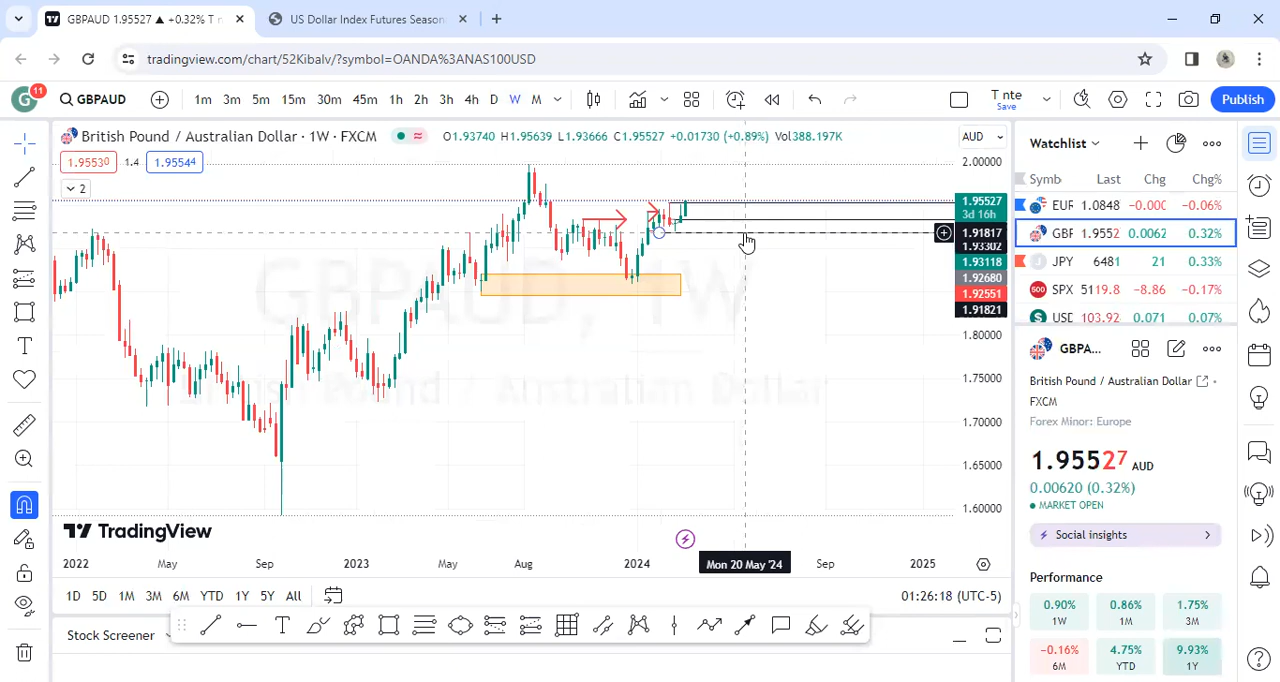 GBPAUD 1.95527 ▲ +0.32% T n
US Dollar Index Futures Season
tradingview.com/chart/52Kibalv/?symbol=OANDA%3ANAS100USD
G 11
GBPAUD
1m 3m 5m 15m 30m 45m 1h 2h 3h 4h D W M
T nte
Save
Publish
British Pound / Australian Dollar · 1W · FXCM
O1.93740 H1.95639 L1.93666 C1.95527 +0.01730 (+0.89%) Vol388.197K
AUD
1.95530 1.4 1.95544
2
GBPAUD, 1W
British Pound / Australian Dollar
2.00000
1.95527
3d 16h
1.91817
1.93302
1.93118
1.92680
1.92551
1.91821
1.80000
1.75000
1.70000
1.65000
1.60000
TradingView
2022 May Sep 2023 May Aug 2024 Mon 20 May '24 Sep 2025
1D 5D 1M 3M 6M YTD 1Y 5Y All
01:26:18 (UTC-5)
Stock Screener
Watchlist
Symb Last Chg Chg%
EUR 1.0848 -0.000 -0.06%
GBF 1.9552 0.0062 0.32%
JPY 6481 21 0.33%
500 SPX 5119.8 -8.86 -0.17%
USD 103.92 0.071 0.07%
GBPA...
British Pound / Australian Dollar
FXCM
Forex Minor: Europe
1.95527 AUD
0.00620 (0.32%)
MARKET OPEN
Social insights
Performance
0.90% 0.86% 1.75%
1W 1M 3M
-0.16% 4.75% 9.93%
6M YTD 1Y